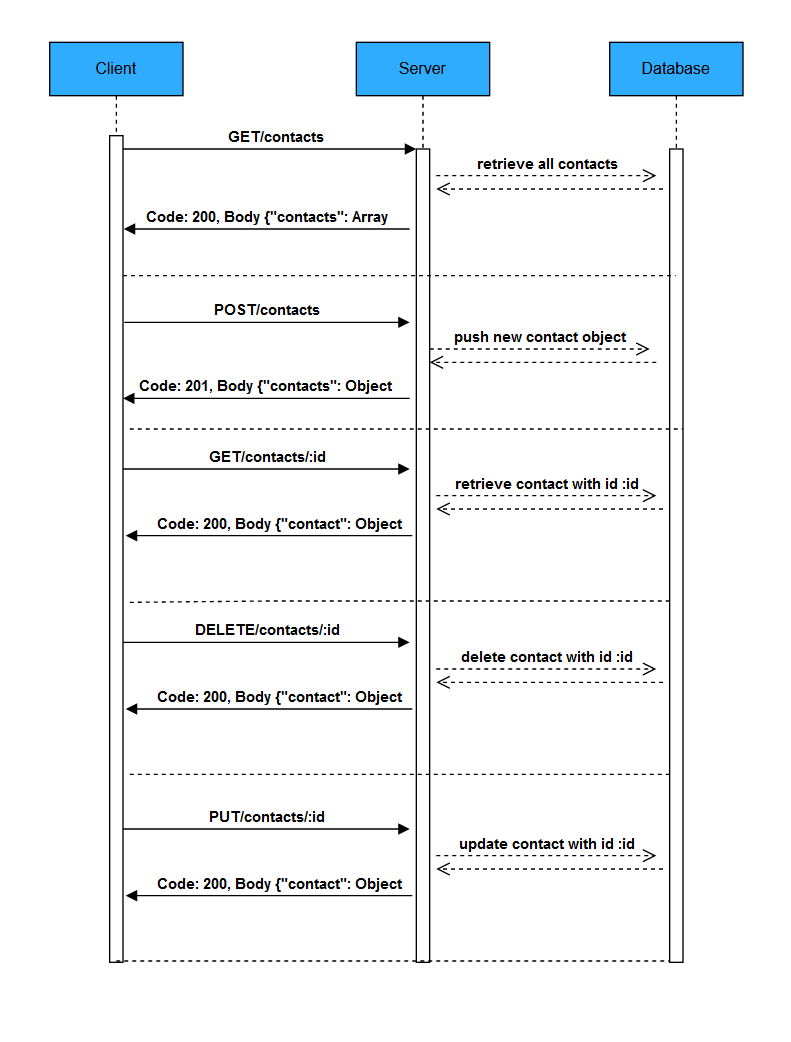 Client
Server
Database
GET/contacts
retrieve all contacts
Code: 200, Body {"contacts": Array
POST/contacts
push new contact object
Code: 201, Body {"contacts": Object
GET/contacts/:id
retrieve contact with id :id
Code: 200, Body {"contact": Object
DELETE/contacts/:id
delete contact with id :id
Code: 200, Body {"contact": Object
PUT/contacts/:id
update contact with id :id
Code: 200, Body {"contact": Object